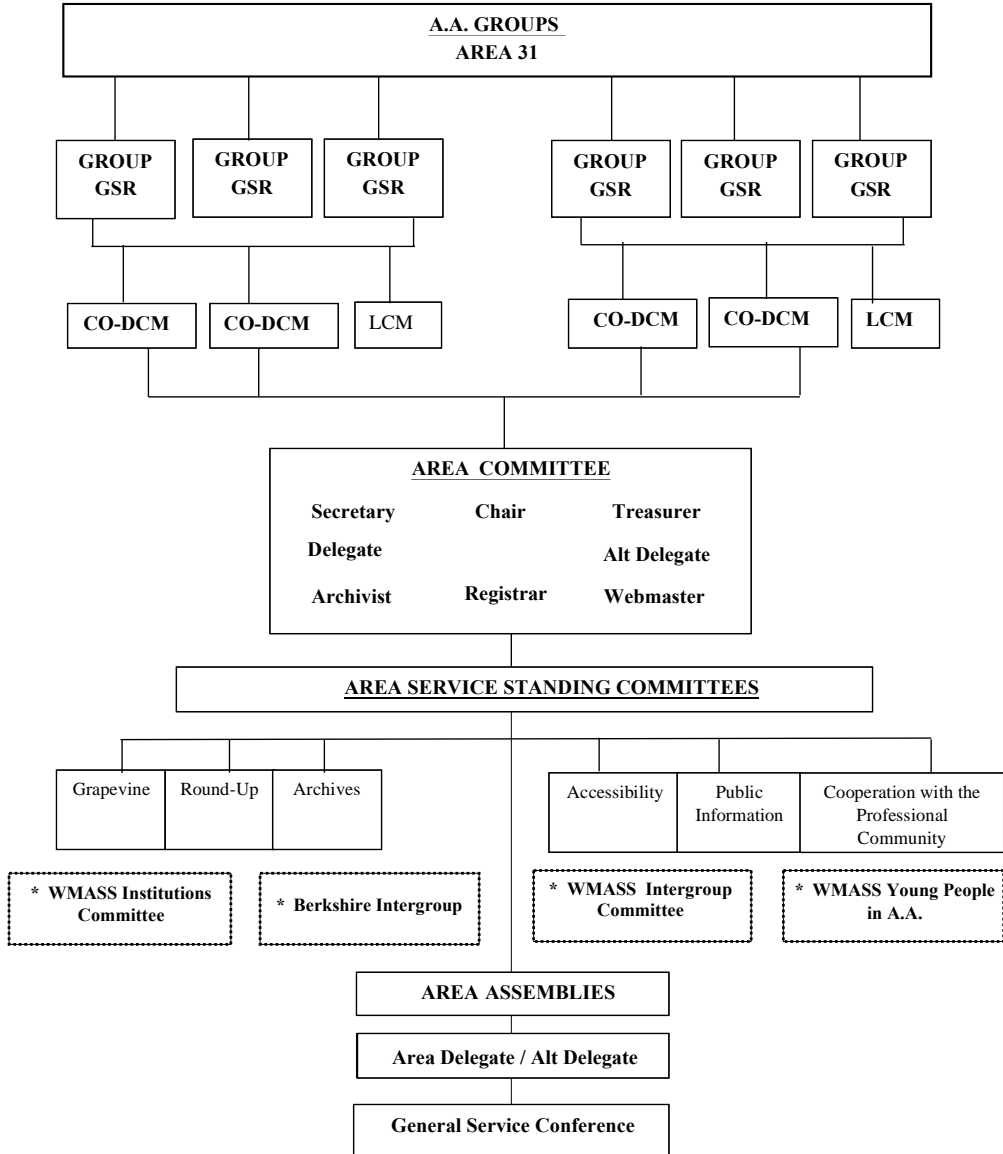 A.A. GROUPS
AREA 31
GROUP
GSR
GROUP
GSR
GROUP
GSR
GROUP
GSR
GROUP
GSR
GROUP
GSR
CO-DCM
CO-DCM
LCM
CO-DCM
CO-DCM
LCM
AREA COMMITTEE
Secretary Chair Treasurer
Delegate Alt Delegate
Archivist Registrar Webmaster
AREA SERVICE STANDING COMMITTEES
Grapevine
Round-Up
Archives
Accessibility
Public
Information
Cooperation with the
Professional
Community
* WMASS Institutions
Committee
* Berkshire Intergroup
* WMASS Intergroup
Committee
* WMASS Young People
in A.A.
AREA ASSEMBLIES
Area Delegate / Alt Delegate
General Service Conference